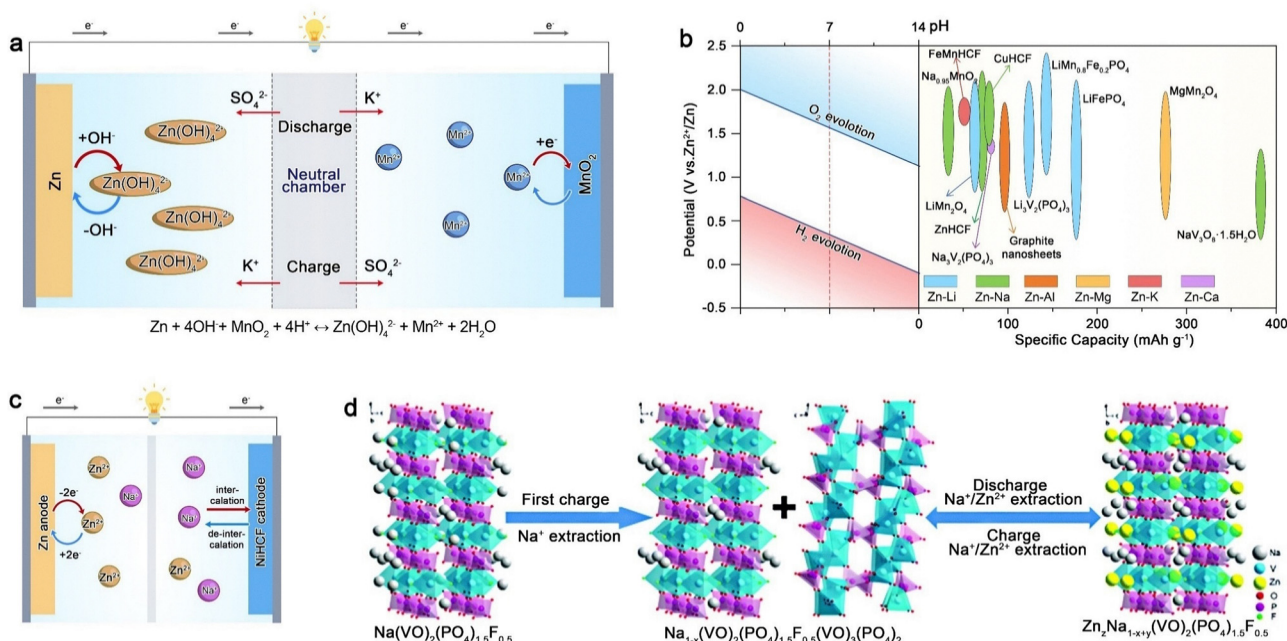 a
e⁻ e⁻ e⁻ e⁻
SO₄²⁻ K⁺
Discharge
Neutral
chamber
Charge
K⁺ SO₄²⁻
Zn
+OH⁻
-OH⁻
Zn(OH)₄²⁻
Zn(OH)₄²⁻
Zn(OH)₄²⁻
Zn(OH)₄²⁻
Mn²⁺
Mn²⁺
Mn²⁺
Mn²⁺
+e⁻
MnO₂
Zn + 4OH⁻+ MnO₂ + 4H⁺ ↔ Zn(OH)₄²⁻ + Mn²⁺ + 2H₂O
b
0 7 14 pH
Potential (V vs.Zn²⁺/Zn)
2.5
2.0
1.5
1.0
0.5
0.0
-0.5
O₂ evolotion
H₂ evolotion
FeMnHCF
Na₀.₉₅MnO₂
CuHCF
LiMn₀.₈Fe₀.₂PO₄
LiFePO₄
MgMn₂O₄
LiMn₂O₄
ZnHCF
Na₃V₂(PO₄)₃
Li₃V₂(PO₄)₃
Graphite
nanosheets
NaV₃O₈·1.5H₂O
Zn-Li Zn-Na Zn-Al Zn-Mg Zn-K Zn-Ca
0 100 200 300 400
Specific Capacity (mAh g⁻¹)
c
e⁻ e⁻
Zn anode
-2e⁻
+2e⁻
Zn²⁺
Zn²⁺
Zn²⁺
Zn²⁺
Na⁺
Na⁺
Na⁺
Na⁺
inter-
calation
de-inter-
calation
NiHCF cathode
d
First charge
Na⁺ extraction
+
Discharge
Na⁺/Zn²⁺ extraction
Charge
Na⁺/Zn²⁺ extraction
Na
V
Zn
O
P
F
Na(VO)₂(PO₄)₁.₅F₀.₅
Na₁₋ₓ(VO)₂(PO₄)₁.₅F₀.₅(VO)₃(PO₄)₂
ZnᵧNa₁₋ₓ₊ᵧ(VO)₂(PO₄)₁.₅F₀.₅